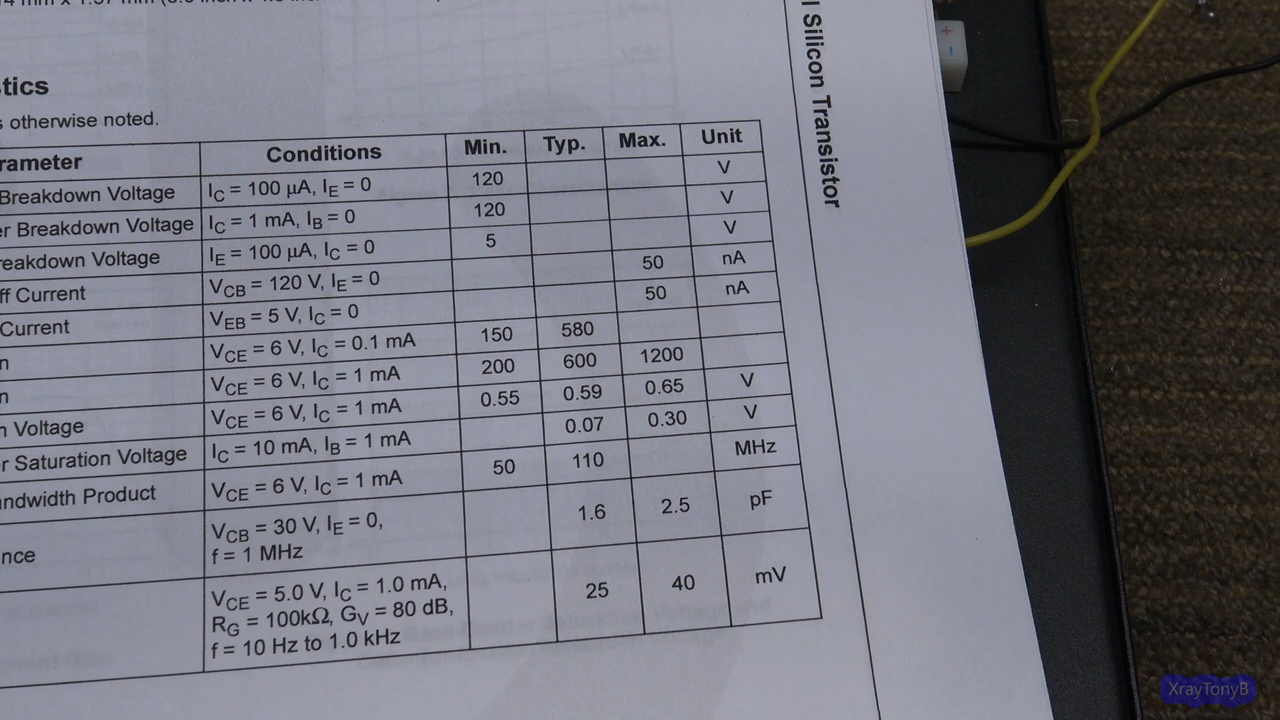 tics
s otherwise noted.
rameter Conditions Min. Typ. Max. Unit
Breakdown Voltage IC = 100 μA, IE = 0 120 V
er Breakdown Voltage IC = 1 mA, IB = 0 120 V
reakdown Voltage IE = 100 μA, IC = 0 5 V
ff Current VCB = 120 V, IE = 0 50 nA
Current VEB = 5 V, IC = 0 50 nA
n VCE = 6 V, IC = 0.1 mA 150 580
n VCE = 6 V, IC = 1 mA 200 600 1200
n Voltage VCE = 6 V, IC = 1 mA 0.55 0.59 0.65 V
r Saturation Voltage IC = 10 mA, IB = 1 mA 0.07 0.30 V
andwidth Product VCE = 6 V, IC = 1 mA 50 110 MHz
nce VCB = 30 V, IE = 0,
f = 1 MHz 1.6 2.5 pF
VCE = 5.0 V, IC = 1.0 mA,
RG = 100kΩ, GV = 80 dB,
f = 10 Hz to 1.0 kHz 25 40 mV
l Silicon Transistor
XrayTonyB